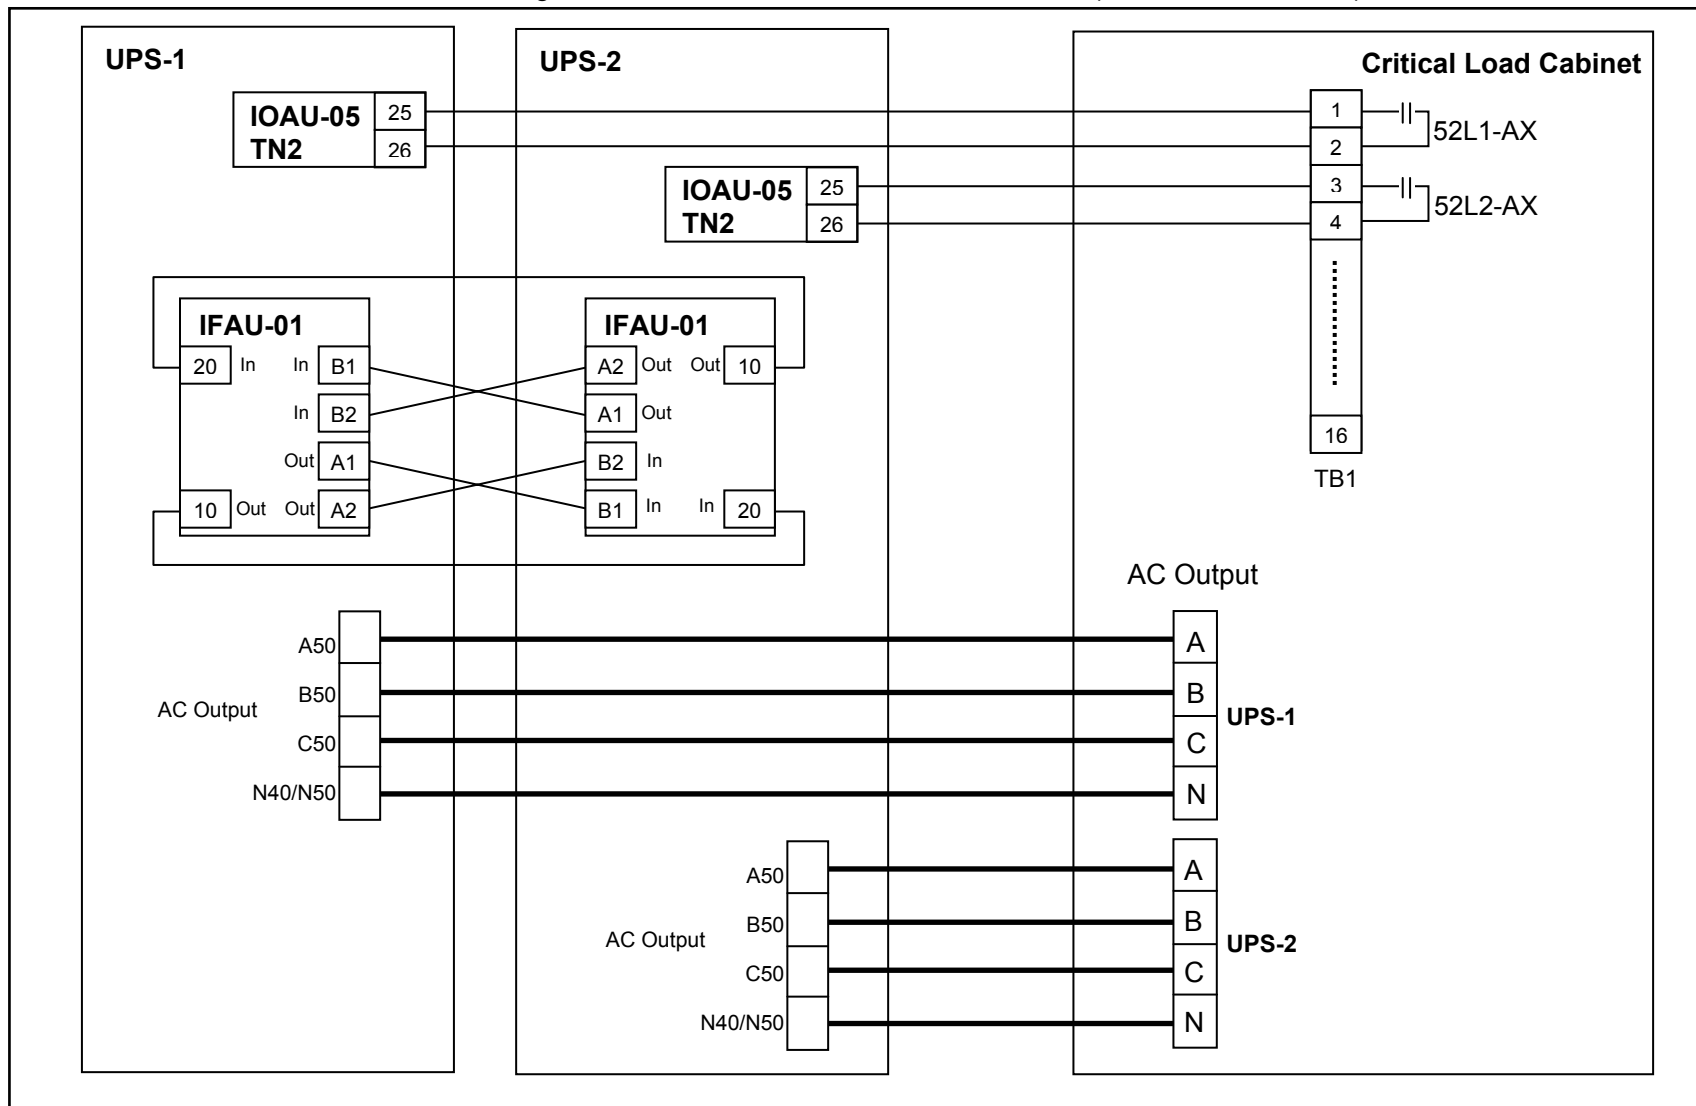 UPS-1
UPS-2
Critical Load Cabinet
IOAU-05
TN2
25
26
1
2
3
4
16
TB1
52L1-AX
52L2-AX
IOAU-05
TN2
25
26
IFAU-01
20 In In B1
In B2
Out A1
10 Out Out A2
IFAU-01
A2 Out Out 10
A1 Out
B2 In
B1 In In 20
AC Output
A50
B50
C50
N40/N50
AC Output
A
B
C
N
UPS-1
AC Output
A50
B50
C50
N40/N50
A
B
C
N
UPS-2